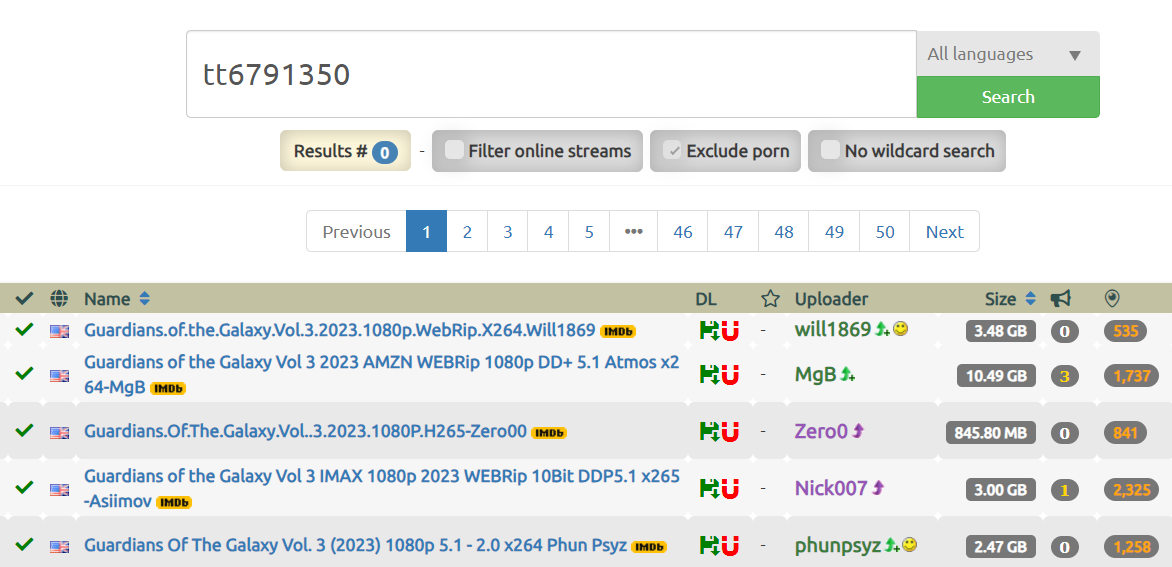 tt6791350
All languages
Search
Results # 0 - Filter online streams Exclude porn No wildcard search
Previous 1 2 3 4 5 ••• 46 47 48 49 50 Next
Name DL Uploader Size
Guardians.of.the.Galaxy.Vol.3.2023.1080p.WebRip.X264.Will1869 IMDb - will1869 3.48 GB 0 535
Guardians of the Galaxy Vol 3 2023 AMZN WEBRip 1080p DD+ 5.1 Atmos x2
64-MgB IMDb - MgB 10.49 GB 3 1,737
Guardians.Of.The.Galaxy.Vol..3.2023.1080P.H265-Zero00 IMDb - Zero0 845.80 MB 0 841
Guardians of the Galaxy Vol 3 IMAX 1080p 2023 WEBRip 10Bit DDP5.1 x265
-Asiimov IMDb - Nick007 3.00 GB 1 2,325
Guardians Of The Galaxy Vol. 3 (2023) 1080p 5.1 - 2.0 x264 Phun Psyz IMDb - phunpsyz 2.47 GB 0 1,258